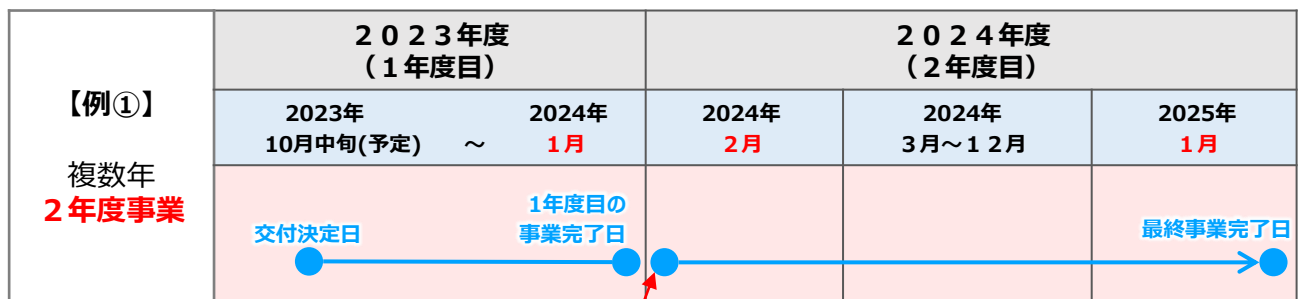 【例①】
複数年
２年度事業
２０２３年度
（１年度目）
２０２４年度
（２年度目）
2023年
10月中旬(予定)　～
2024年
1月
2024年
２月
2024年
３月～１２月
2025年
１月
交付決定日
1年度目の
事業完了日
最終事業完了日